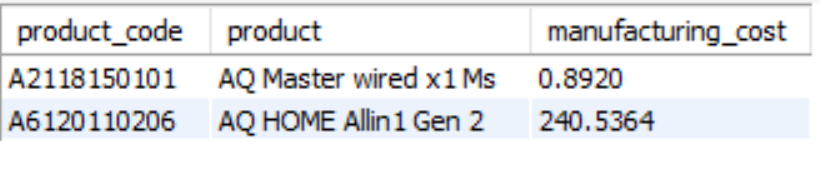 product_code product manufacturing_cost
A2118150101 AQ Master wired x1 Ms 0.8920
A6120110206 AQ HOME Allin1 Gen 2 240.5364